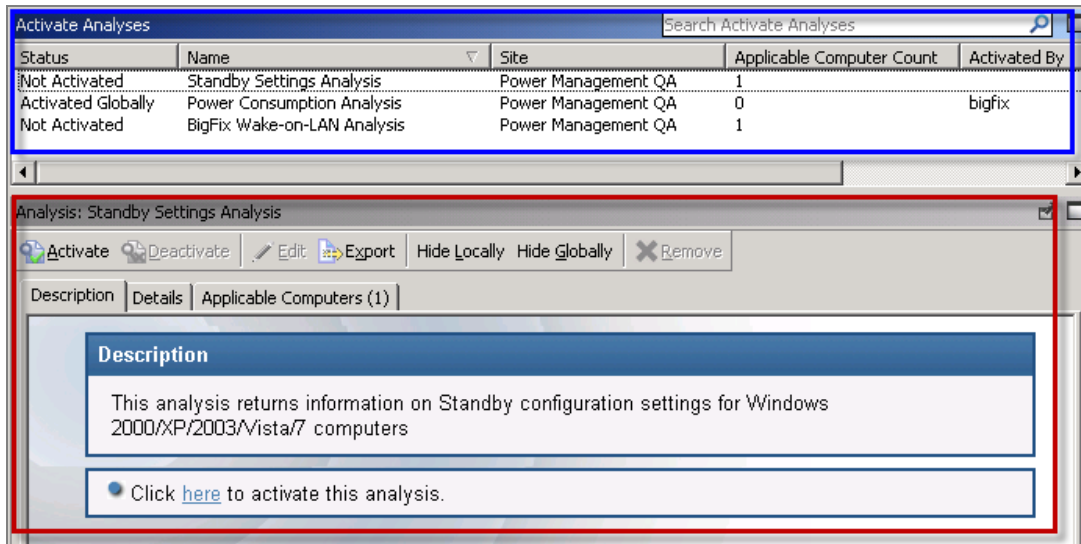 Activate Analyses Search Activate Analyses
Status Name Site Applicable Computer Count Activated By
Not Activated Standby Settings Analysis Power Management QA 1
Activated Globally Power Consumption Analysis Power Management QA 0 bigfix
Not Activated BigFix Wake-on-LAN Analysis Power Management QA 1
Analysis: Standby Settings Analysis
Activate Deactivate Edit Export Hide Locally Hide Globally Remove
Description Details Applicable Computers (1)
Description
This analysis returns information on Standby configuration settings for Windows
2000/XP/2003/Vista/7 computers
Click here to activate this analysis.